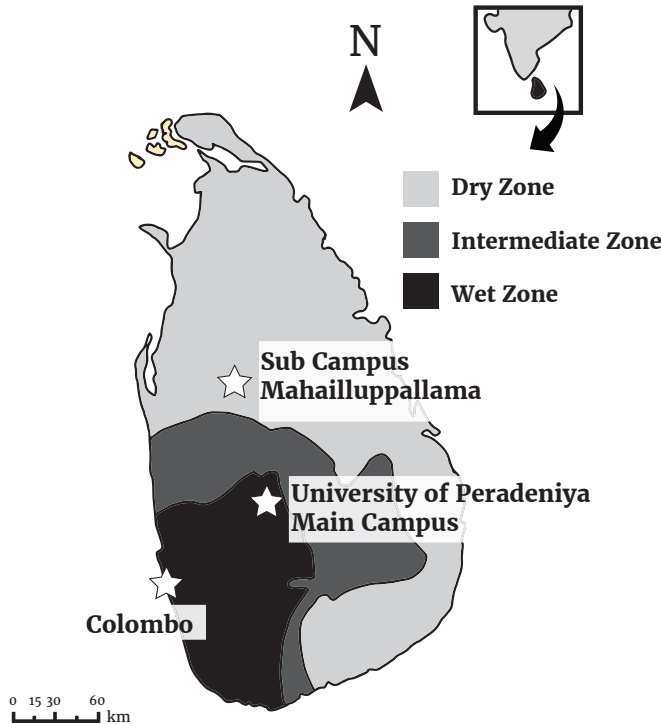 N
Dry Zone
Intermediate Zone
Wet Zone
Sub Campus
Mahailluppallama
University of Peradeniya
Main Campus
Colombo
0 15 30 60
km